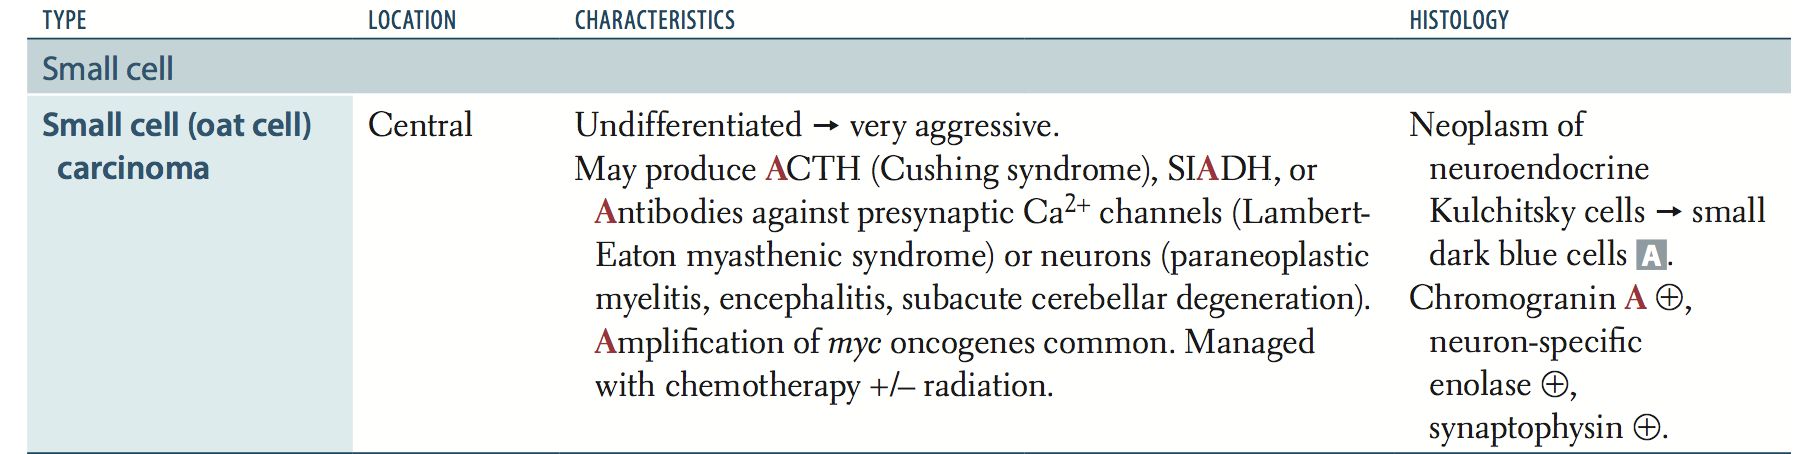 TYPE LOCATION CHARACTERISTICS HISTOLOGY
Small cell
Small cell (oat cell)
carcinoma
Central
Undifferentiated → very aggressive.
May produce ACTH (Cushing syndrome), SIADH, or
Antibodies against presynaptic Ca²⁺ channels (Lambert-
Eaton myasthenic syndrome) or neurons (paraneoplastic
myelitis, encephalitis, subacute cerebellar degeneration).
Amplification of myc oncogenes common. Managed
with chemotherapy +/– radiation.
Neoplasm of
neuroendocrine
Kulchitsky cells → small
dark blue cells A.
Chromogranin A ⊕,
neuron-specific
enolase ⊕,
synaptophysin ⊕.